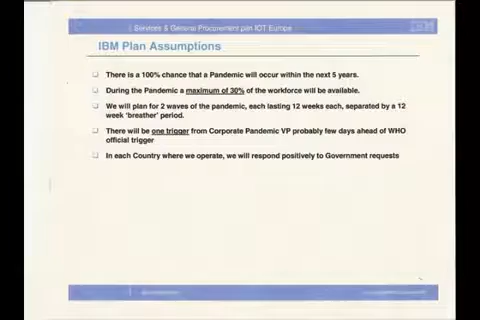 Services & General Procurement pan IOT Europe
IBM
IBM Plan Assumptions
There is a 100% chance that a Pandemic will occur within the next 5 years.
During the Pandemic a maximum of 30% of the workforce will be available.
We will plan for 2 waves of the pandemic, each lasting 12 weeks each, separated by a 12
week 'breather' period.
There will be one trigger from Corporate Pandemic VP probably few days ahead of WHO
official trigger
In each Country where we operate, we will respond positively to Government requests